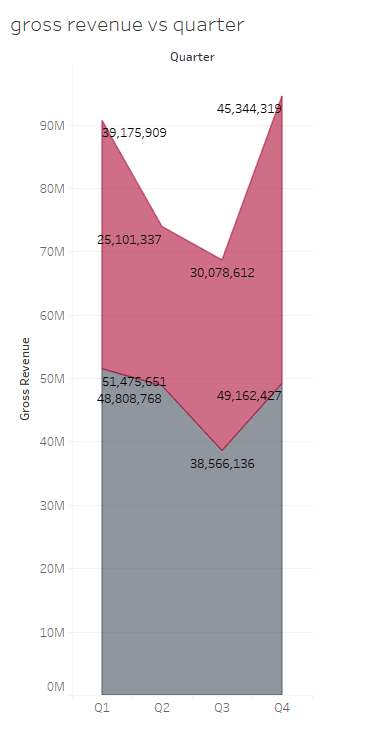 gross revenue vs quarter
Quarter
Gross Revenue
90M
80M
70M
60M
50M
40M
30M
20M
10M
0M
39,175,909
45,344,319
25,101,337
30,078,612
51,475,651
48,808,768
49,162,427
38,566,136
Q1 Q2 Q3 Q4